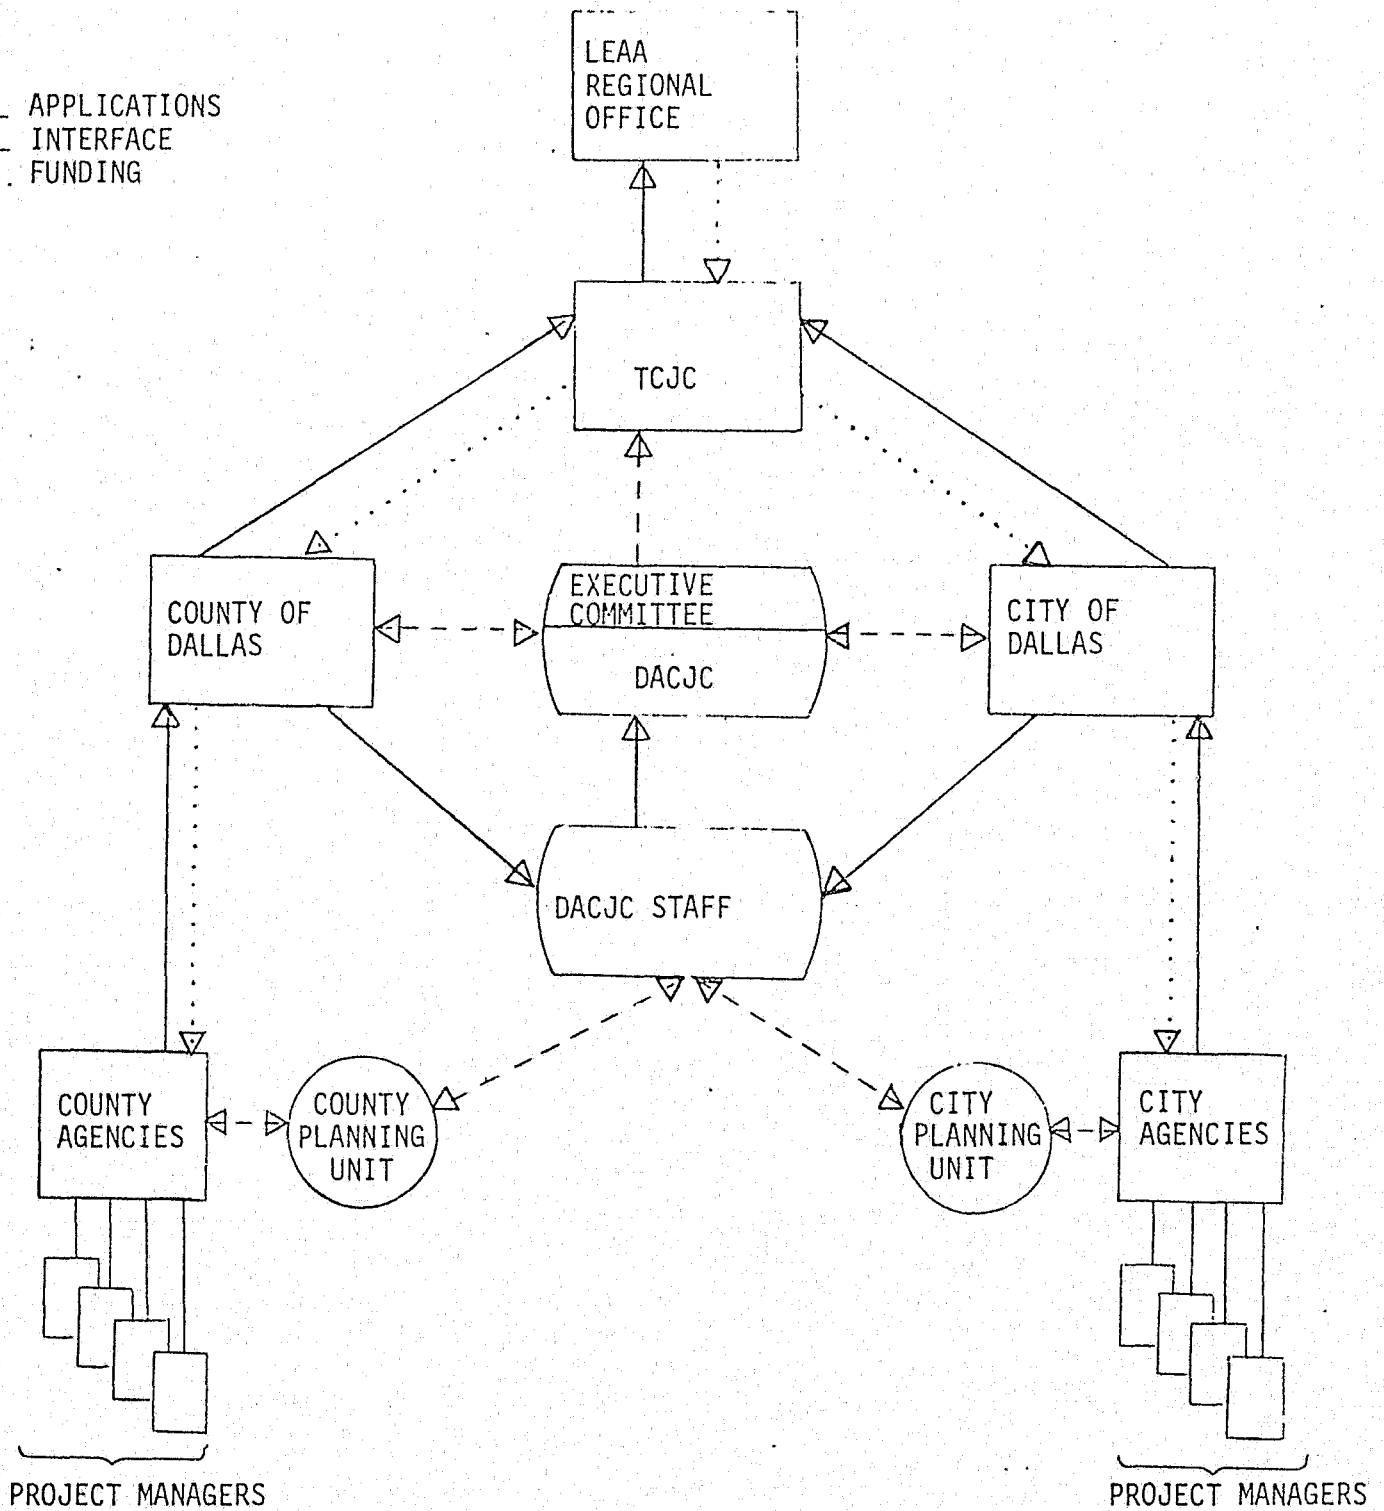 LEAA
REGIONAL
OFFICE
APPLICATIONS
INTERFACE
FUNDING
TCJC
COUNTY OF
DALLAS
EXECUTIVE
COMMITTEE
DACJC
CITY OF
DALLAS
DACJC STAFF
COUNTY
AGENCIES
COUNTY
PLANNING
UNIT
CITY
PLANNING
UNIT
CITY
AGENCIES
PROJECT MANAGERS
PROJECT MANAGERS